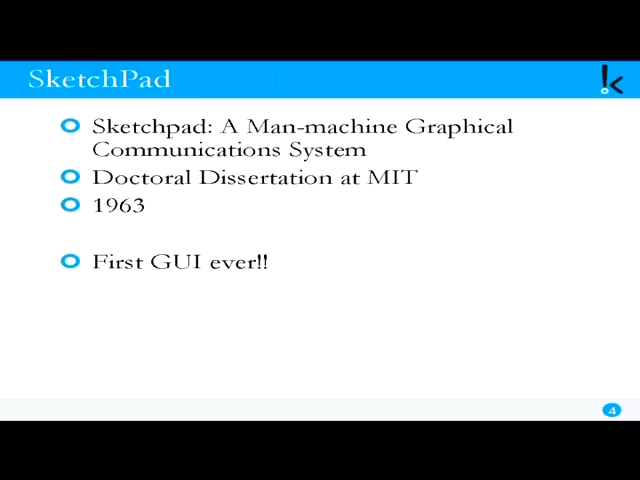 SketchPad
Sketchpad: A Man-machine Graphical
Communications System
Doctoral Dissertation at MIT
1963
First GUI ever!!
4